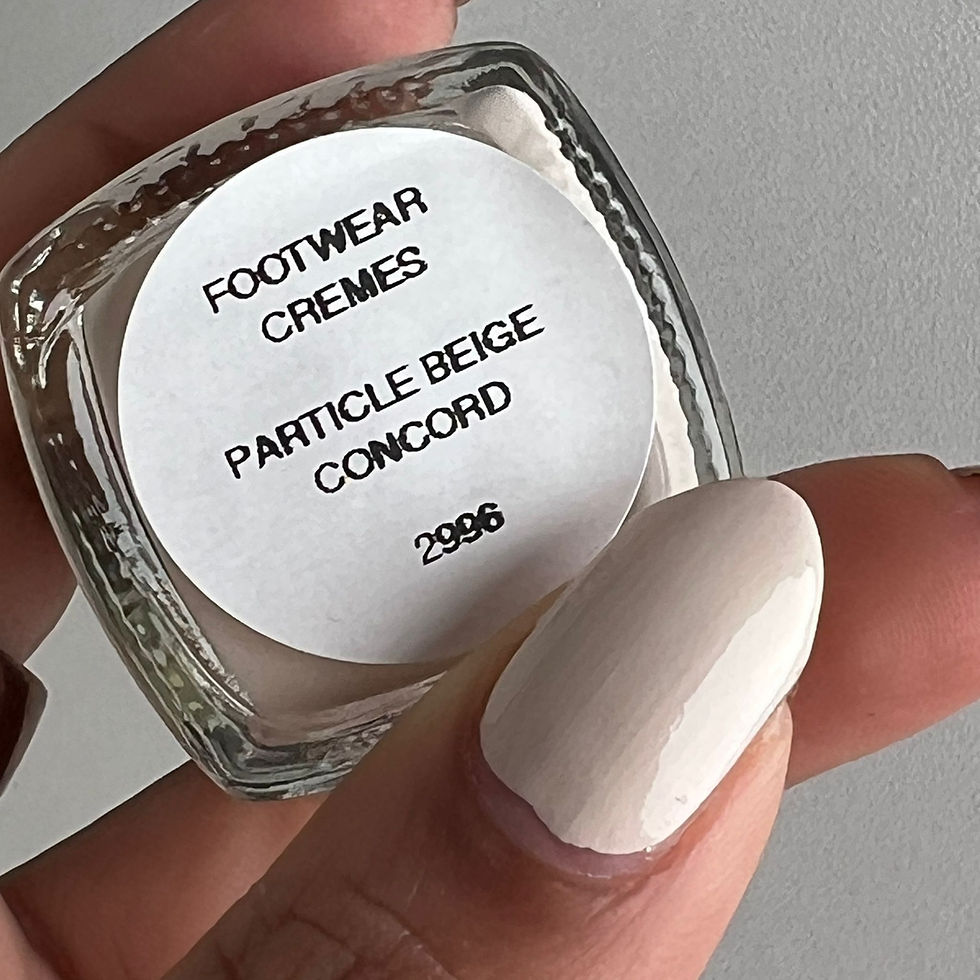 FOOTWEAR
CREMES
PARTICLE BEIGE
CONCORD
2996